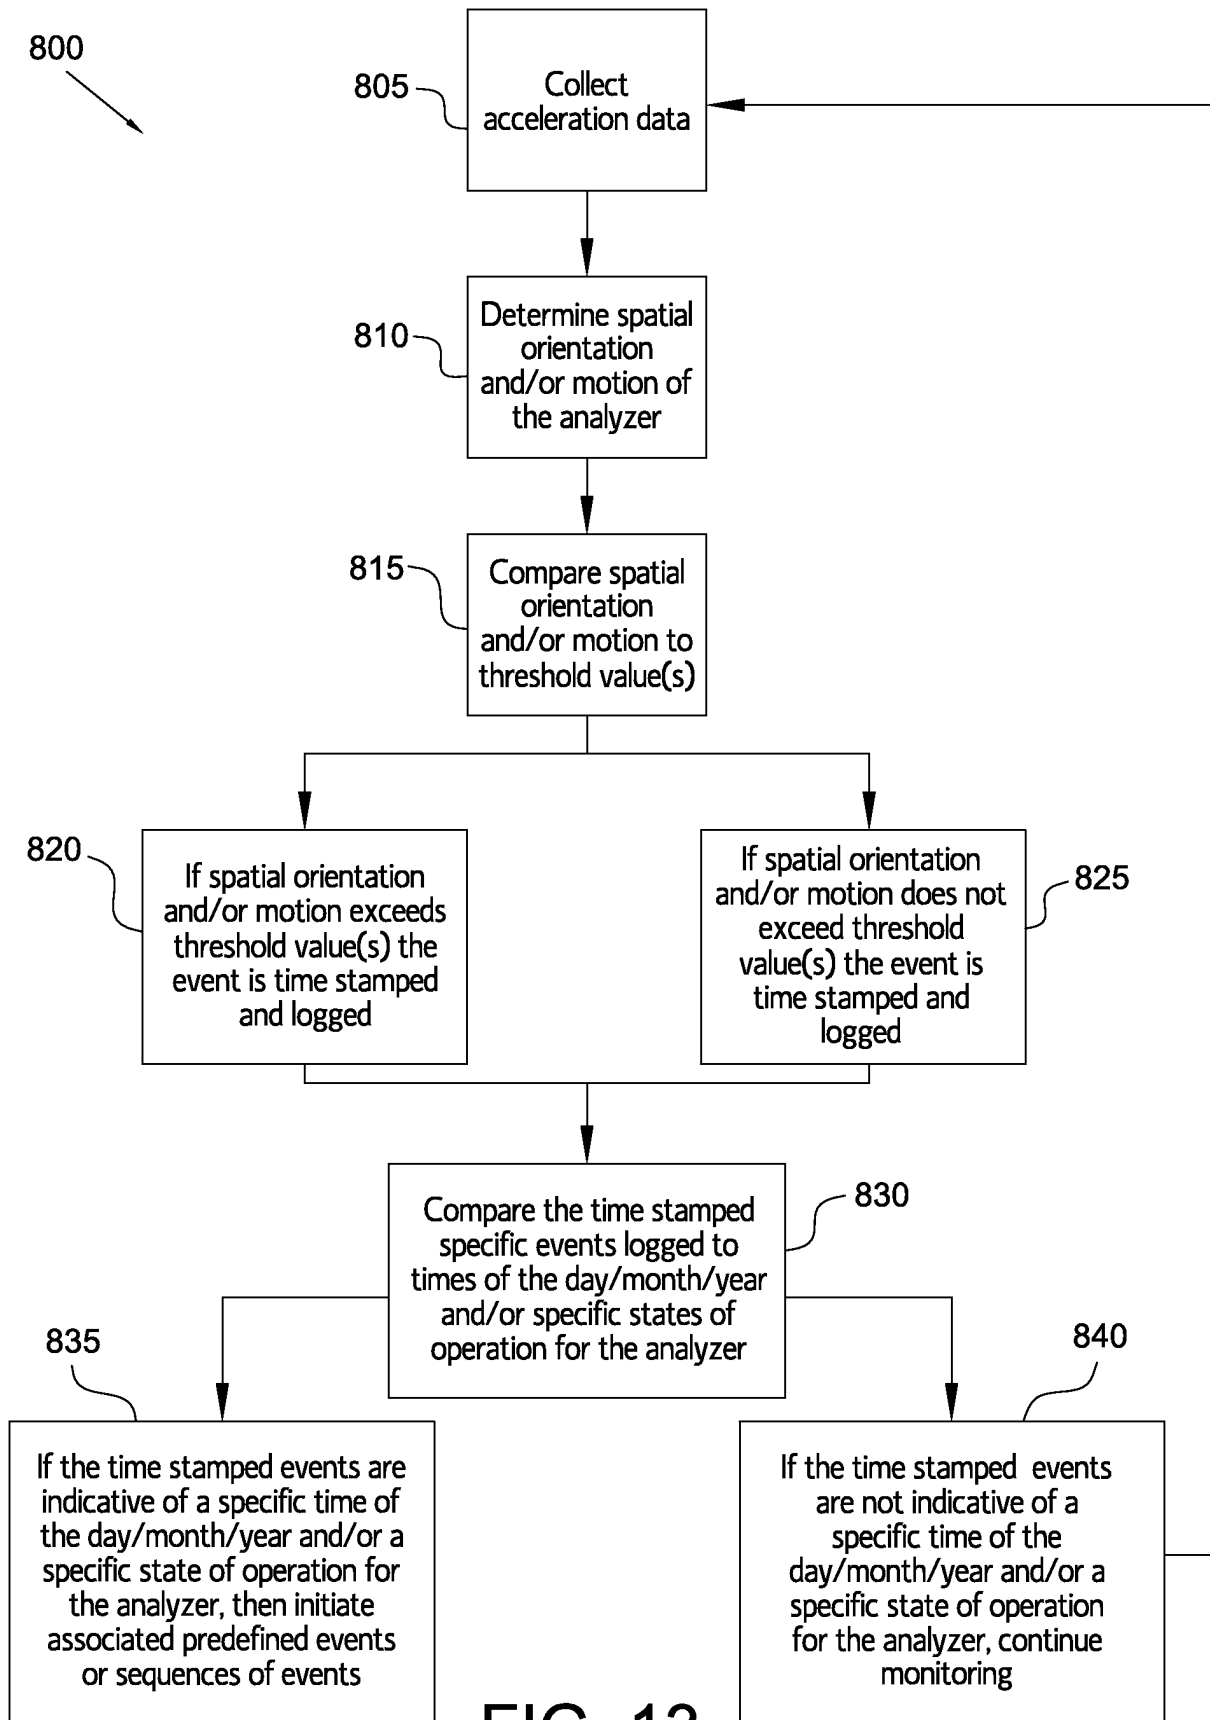 800
805
Collect
acceleration data
810
Determine spatial
orientation
and/or motion of
the analyzer
815
Compare spatial
orientation
and/or motion to
threshold value(s)
820
If spatial orientation
and/or motion exceeds
threshold value(s) the
event is time stamped
and logged
If spatial orientation
and/or motion does not
exceed threshold
value(s) the event is
time stamped and
logged
825
830
Compare the time stamped
specific events logged to
times of the day/month/year
and/or specific states of
operation for the analyzer
835
If the time stamped events are
indicative of a specific time of
the day/month/year and/or a
specific state of operation for
the analyzer, then initiate
associated predefined events
or sequences of events
840
If the time stamped events
are not indicative of a
specific time of the
day/month/year and/or a
specific state of operation
for the analyzer, continue
monitoring